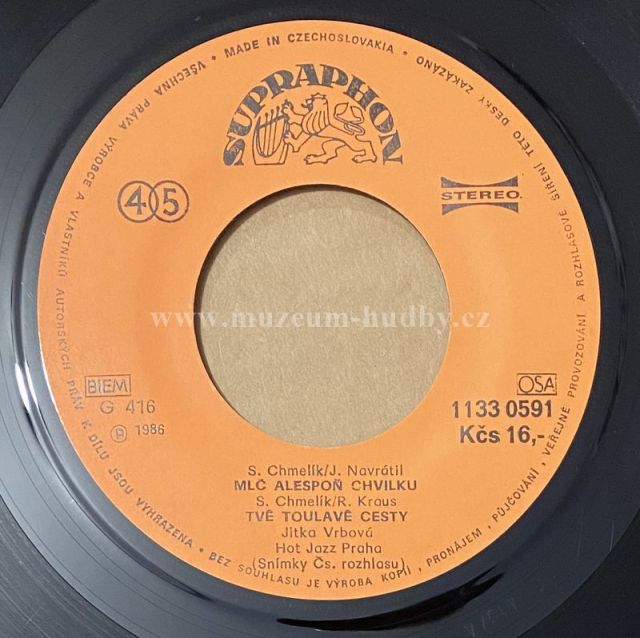 VŠECHNA PRÁVA VÝROBCE A VLASTNÍKŮ AUTORSKÝCH PRÁV K DÍLU JSOU VYHRAZENA • BEZ SOUHLASU JE VÝROBA KOPIÍ, PRONÁJEM, PŮJČOVÁNÍ, VEŘEJNÉ PROVOZOVÁNÍ A ROZHLASOVÉ ŠÍŘENÍ TÉTO DESKY ZAKÁZÁNO • MADE IN CZECHOSLOVAKIA •
SUPRAPHON
45
STEREO
www.muzeum-hudby.cz
BIEM
OSA
G 416
1133 0591
Ⓟ 1986
Kčs 16,-
S. Chmelík/J. Navrátil
MLČ ALESPOŇ CHVILKU
S. Chmelík/R. Kraus
TVÉ TOULAVÉ CESTY
Jitka Vrbová
Hot Jazz Praha
(Snímky Čs. rozhlasu)